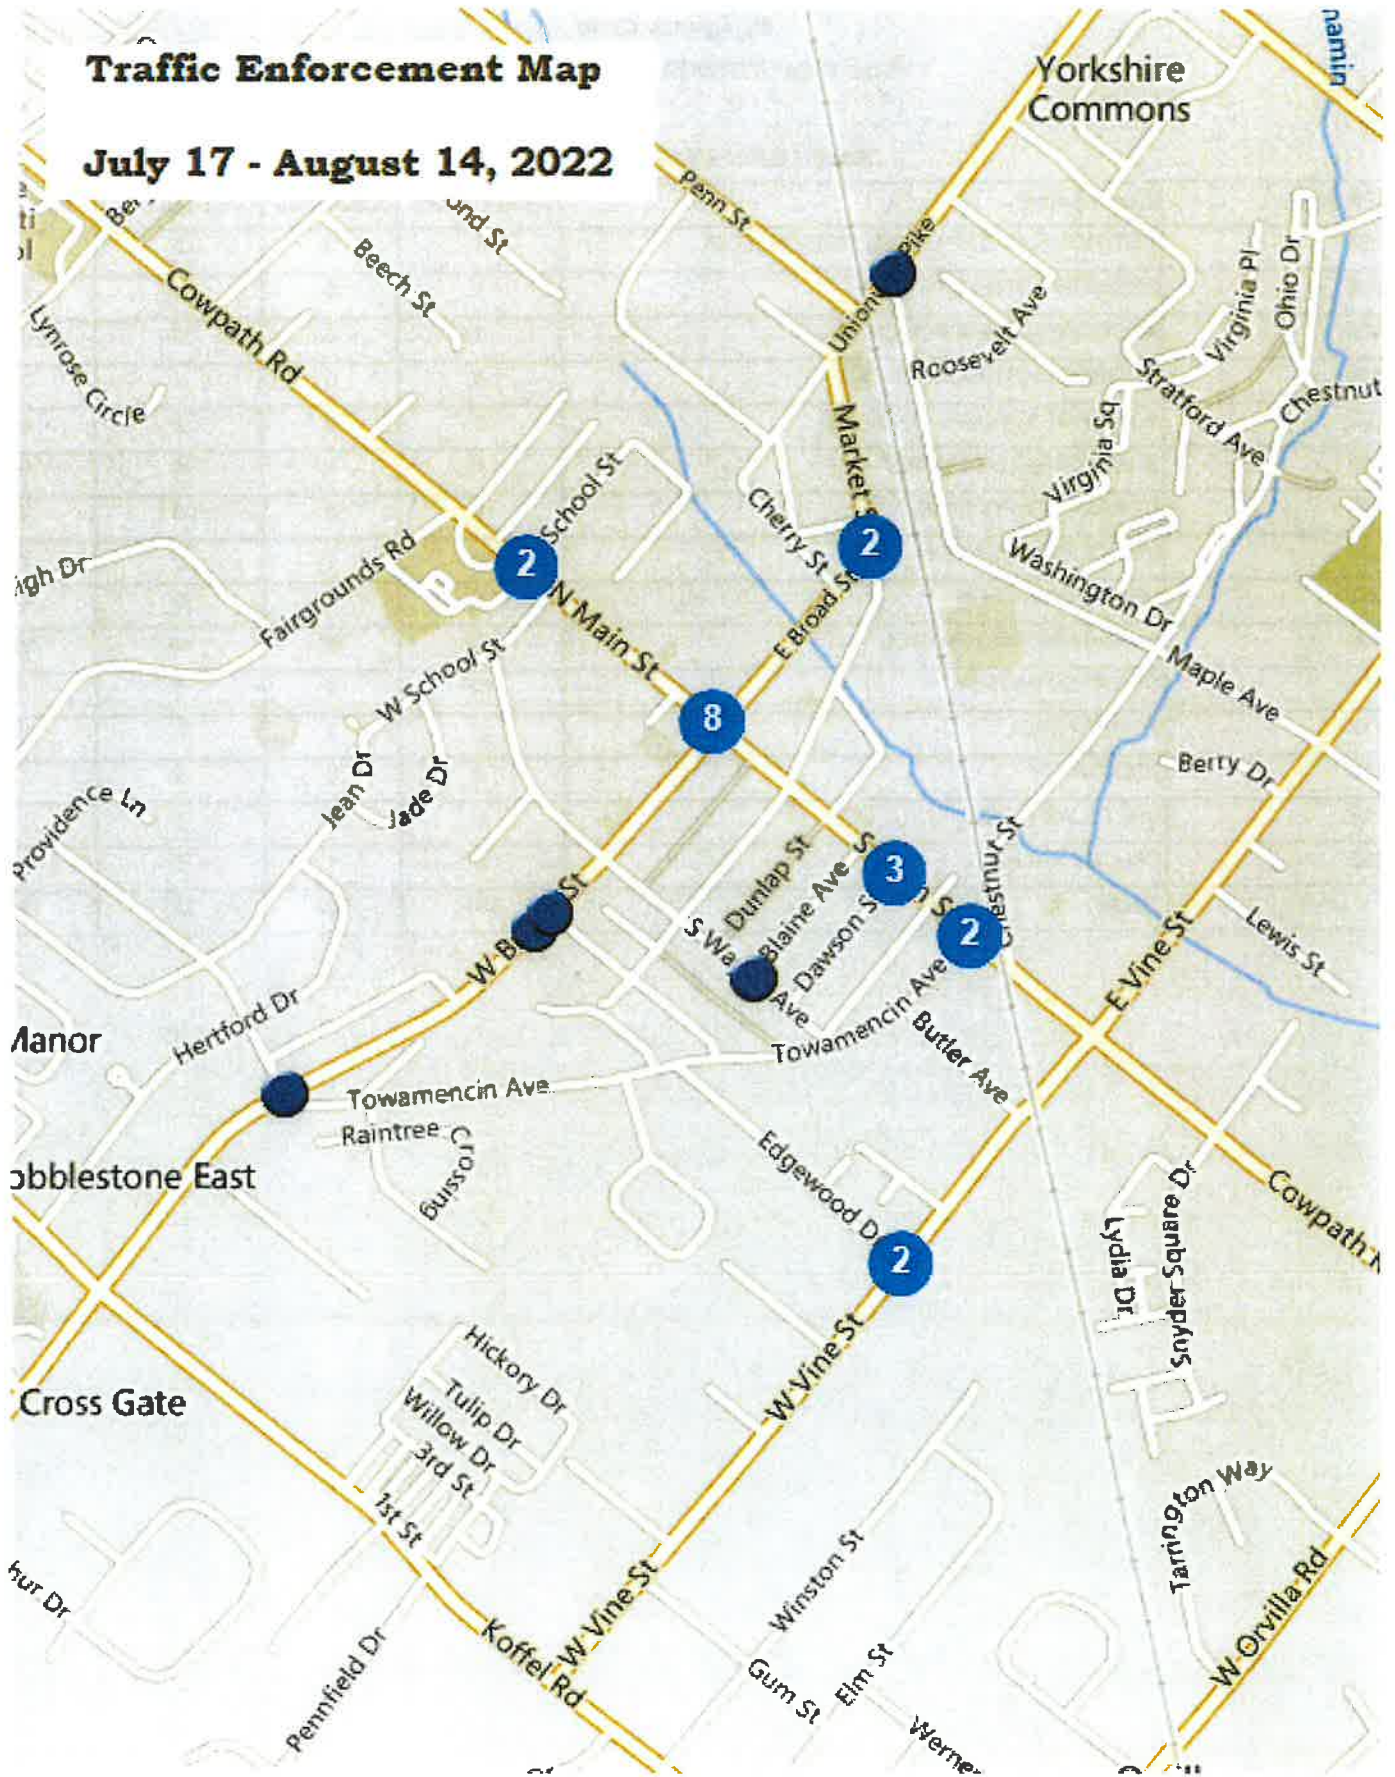 Traffic Enforcement Map
July 17 - August 14, 2022
Yorkshire
Commons
Penn St
Pike
Union
Beech St
Cowpath Rd
Lynrose Circle
Roosevelt Ave
Virginia Pl
Ohio Dr
Stratford Ave
Chestnut
Virginia Sq
Market S
School St
Cherry St
2
2
Fairgrounds Rd
Washington Dr
N Main St
E Broad St
W School St
Maple Ave
8
Jean Dr
Jade Dr
Berry Dr
Providence Ln
Dunlap St
Blaine Ave
S
3
Dawson S
Chestnut St
St
W B
S Wa
Ave
2
E Vine St
Lewis St
Hertford Dr
Manor
Towamencin Ave
Butler Ave
Towamencin Ave
Raintree
Crossing
Edgewood D
obblestone East
Cowpath
Lydia Dr
Snyder Square Dr
2
W Vine St
Cross Gate
Hickory Dr
Tulip Dr
Willow Dr
3rd St
1st St
Tarrington Way
W Vine St
Winston St
Koffel Rd
Pennfield Dr
Gum St
Elm St
W Orvilla Rd